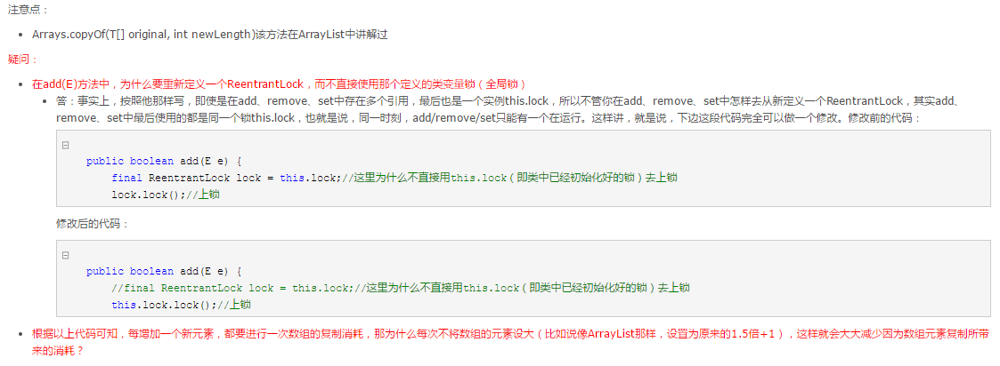 注意点：
Arrays.copyOf(T[] original, int newLength)该方法在ArrayList中讲解过
疑问：
在add(E)方法中，为什么要重新定义一个ReentrantLock，而不直接使用那个定义的类变量锁（全局锁）
答：事实上，按照他那样写，即使是在add、remove、set中存在多个引用，最后也是一个实例this.lock，所以不管你在add、remove、set中怎样去从新定义一个ReentrantLock，其实add、
remove、set中最后使用的都是同一个锁this.lock，也就是说，同一时刻，add/remove/set只能有一个在运行。这样讲，就是说，下边这段代码完全可以做一个修改。修改前的代码：
public boolean add(E e) {
final ReentrantLock lock = this.lock;//这里为什么不直接用this.lock（即类中已经初始化好的锁）去上锁
lock.lock();//上锁
修改后的代码：
public boolean add(E e) {
//final ReentrantLock lock = this.lock;//这里为什么不直接用this.lock（即类中已经初始化好的锁）去上锁
this.lock.lock();//上锁
根据以上代码可知，每增加一个新元素，都要进行一次数组的复制消耗，那为什么每次不将数组的元素设大（比如说像ArrayList那样，设置为原来的1.5倍+1），这样就会大大减少因为数组元素复制所带
来的消耗？